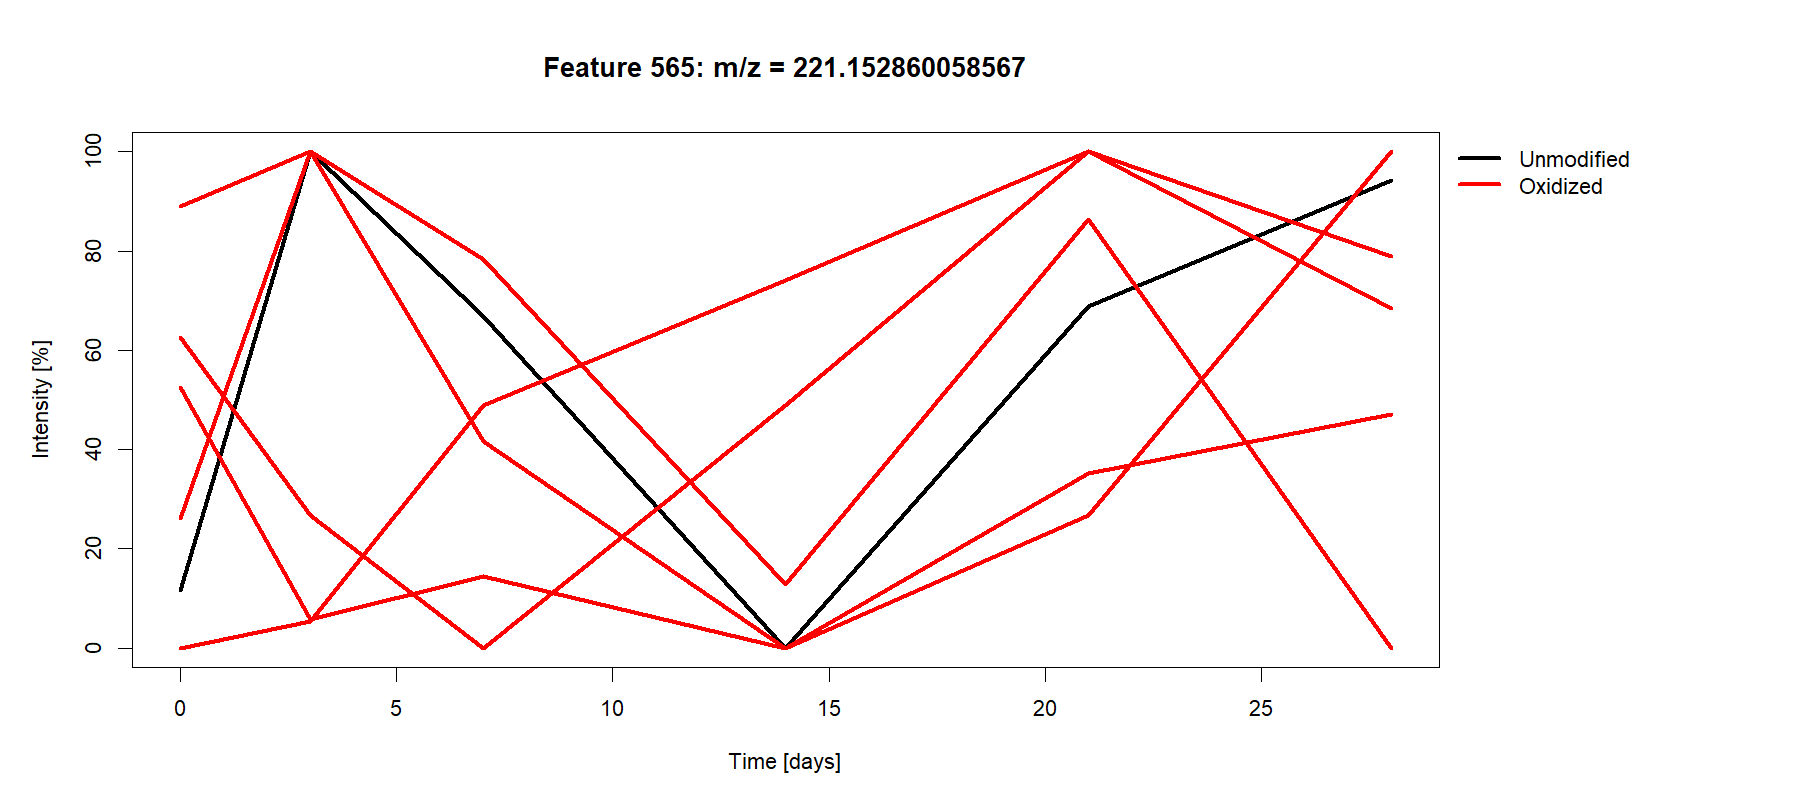 Feature 565: m/z = 221.152860058567
Unmodified
Oxidized
Intensity [%]
100
80
60
40
20
0
0 5 10 15 20 25
Time [days]